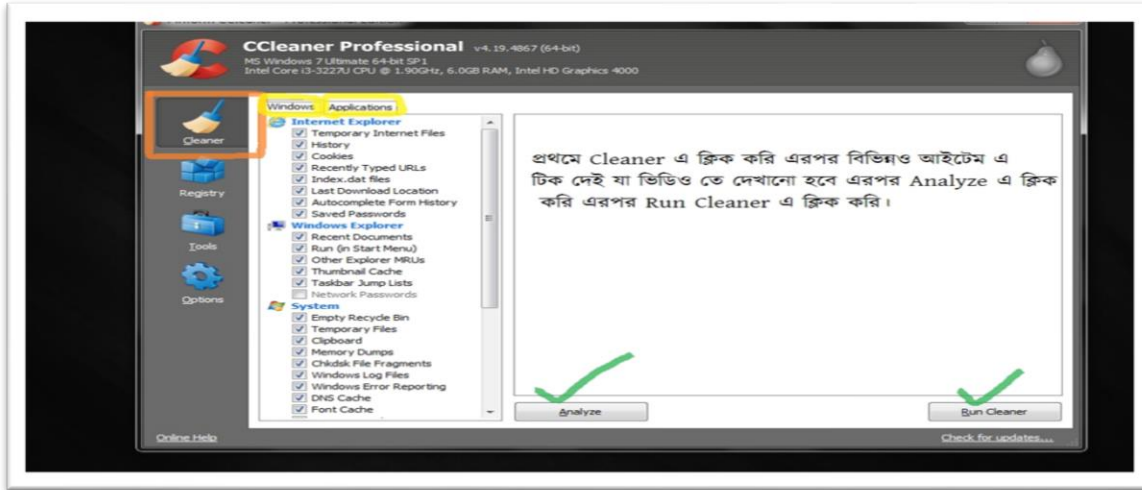 CCleaner Professional v4.19.4867 (64-bit)
MS Windows 7 Ultimate 64-bit SP1
Intel Core i3-3227U CPU @ 1.90GHz, 6.0GB RAM, Intel HD Graphics 4000
Cleaner
Registry
Tools
Options
Windows Applications
Internet Explorer
Temporary Internet Files
History
Cookies
Recently Typed URLs
Index.dat files
Last Download Location
Autocomplete Form History
Saved Passwords
Windows Explorer
Recent Documents
Run (in Start Menu)
Other Explorer MRUs
Thumbnail Cache
Taskbar Jump Lists
Network Passwords
System
Empty Recycle Bin
Temporary Files
Clipboard
Memory Dumps
Chkdsk File Fragments
Windows Log Files
Windows Error Reporting
DNS Cache
Font Cache
প্রথমে Cleaner এ ক্লিক করি এরপর বিভিন্নও আইটেম এ
টিক দেই যা ভিডিও তে দেখানো হবে এরপর Analyze এ ক্লিক
করি এরপর Run Cleaner এ ক্লিক করি।
Analyze
Run Cleaner
Online Help
Check for updates...